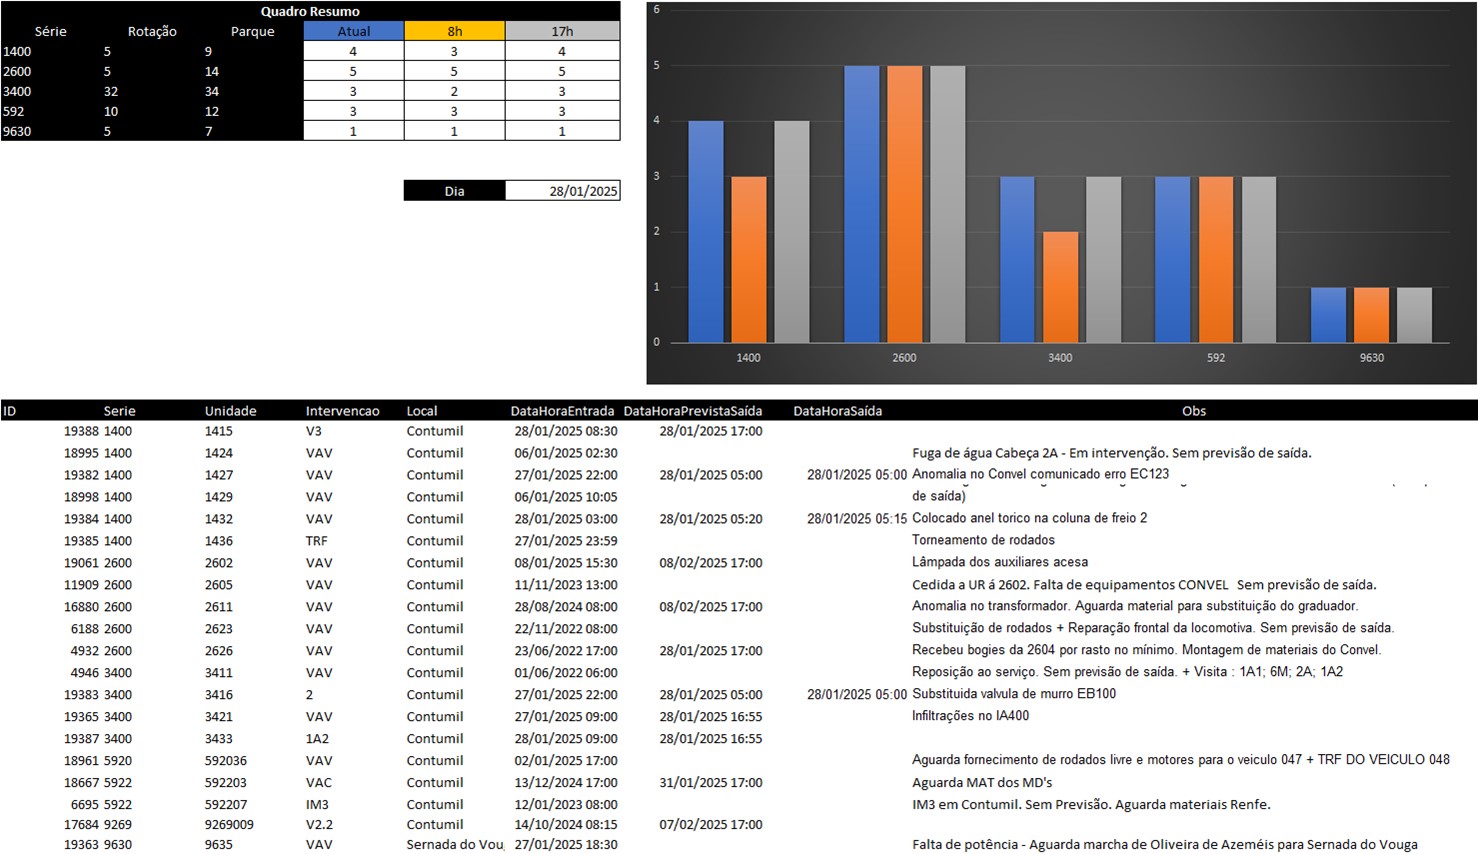 Quadro Resumo
Série Rotação Parque Atual 8h 17h
1400 5 9 4 3 4
2600 5 14 5 5 5
3400 32 34 3 2 3
592 10 12 3 3 3
9630 5 7 1 1 1
Dia 28/01/2025
6
5
4
3
2
1
0
1400 2600 3400 592 9630
ID Serie Unidade Intervencao Local DataHoraEntrada DataHoraPrevistaSaída DataHoraSaída Obs
19388 1400 1415 V3 Contumil 28/01/2025 08:30 28/01/2025 17:00
18995 1400 1424 VAV Contumil 06/01/2025 02:30 Fuga de água Cabeça 2A - Em intervenção. Sem previsão de saída.
19382 1400 1427 VAV Contumil 27/01/2025 22:00 28/01/2025 05:00 28/01/2025 05:00 Anomalia no Convel comunicado erro EC123
18998 1400 1429 VAV Contumil 06/01/2025 10:05 de saída)
19384 1400 1432 VAV Contumil 28/01/2025 03:00 28/01/2025 05:20 28/01/2025 05:15 Colocado anel torico na coluna de freio 2
19385 1400 1436 TRF Contumil 27/01/2025 23:59 Torneamento de rodados
19061 2600 2602 VAV Contumil 08/01/2025 15:30 08/02/2025 17:00 Lâmpada dos auxiliares acesa
11909 2600 2605 VAV Contumil 11/11/2023 13:00 Cedida a UR á 2602. Falta de equipamentos CONVEL Sem previsão de saída.
16880 2600 2611 VAV Contumil 28/08/2024 08:00 08/02/2025 17:00 Anomalia no transformador. Aguarda material para substituição do graduador.
6188 2600 2623 VAV Contumil 22/11/2022 08:00 Substituição de rodados + Reparação frontal da locomotiva. Sem previsão de saída.
4932 2600 2626 VAV Contumil 23/06/2022 17:00 28/01/2025 17:00 Recebeu bogies da 2604 por rasto no mínimo. Montagem de materiais do Convel.
4946 3400 3411 VAV Contumil 01/06/2022 06:00 Reposição ao serviço. Sem previsão de saída. + Visita : 1A1; 6M; 2A; 1A2
19383 3400 3416 2 Contumil 27/01/2025 22:00 28/01/2025 05:00 28/01/2025 05:00 Substituida valvula de murro EB100
19365 3400 3421 VAV Contumil 27/01/2025 09:00 28/01/2025 16:55 Infiltrações no IA400
19387 3400 3433 1A2 Contumil 28/01/2025 09:00 28/01/2025 16:55
18961 5920 592036 VAV Contumil 02/01/2025 17:00 Aguarda fornecimento de rodados livre e motores para o veiculo 047 + TRF DO VEICULO 048
18667 5922 592203 VAC Contumil 13/12/2024 17:00 31/01/2025 17:00 Aguarda MAT dos MD's
6695 5922 592207 IM3 Contumil 12/01/2023 08:00 IM3 em Contumil. Sem Previsão. Aguarda materiais Renfe.
17684 9269 9269009 V2.2 Contumil 14/10/2024 08:15 07/02/2025 17:00
19363 9630 9635 VAV Sernada do Vou 27/01/2025 18:30 Falta de potência - Aguarda marcha de Oliveira de Azeméis para Sernada do Vouga